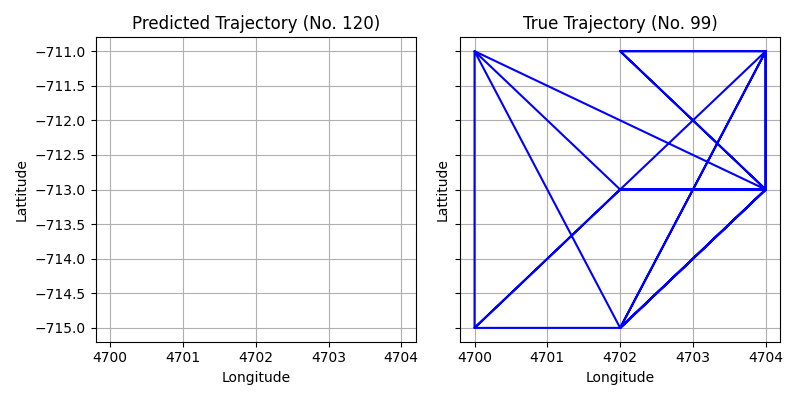 Predicted Trajectory (No. 120)
Lattitude
−711.0
−711.5
−712.0
−712.5
−713.0
−713.5
−714.0
−714.5
−715.0
4700 4701 4702 4703 4704
Longitude
True Trajectory (No. 99)
Lattitude
4700 4701 4702 4703 4704
Longitude